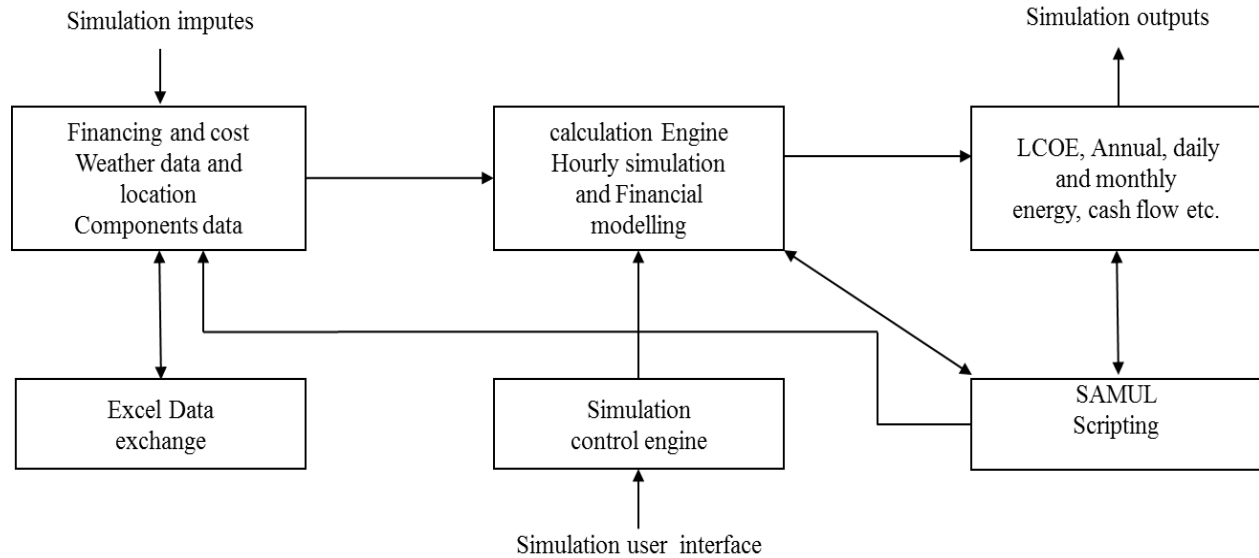 Simulation imputes
Simulation outputs
Financing and cost
Weather data and
location
Components data
calculation Engine
Hourly simulation
and Financial
modelling
LCOE, Annual, daily
and monthly
energy, cash flow etc.
Excel Data
exchange
Simulation
control engine
SAMUL
Scripting
Simulation user interface